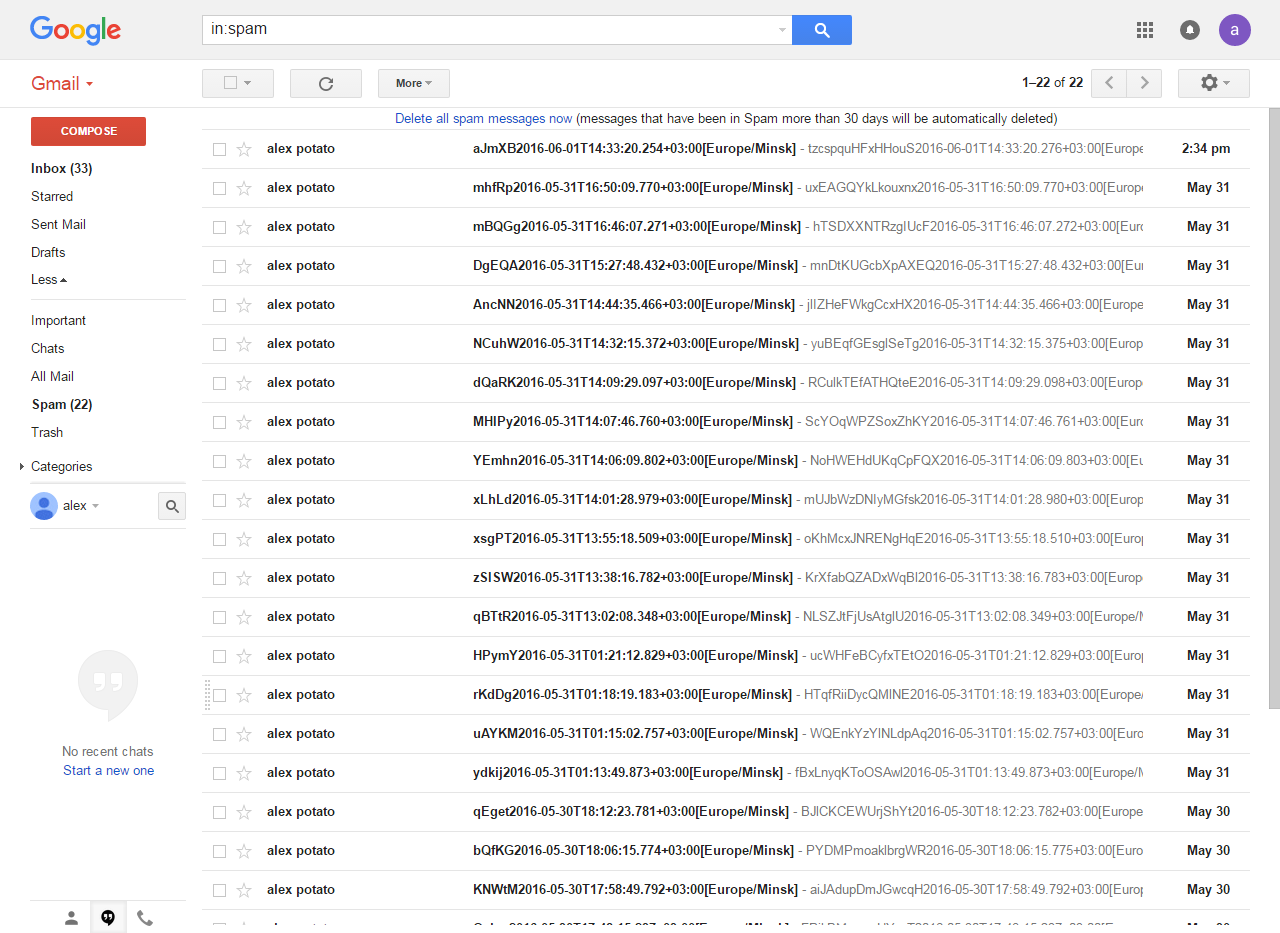 Google
in:spam
a
Gmail
More
1–22 of 22
COMPOSE
Inbox (33)
Starred
Sent Mail
Drafts
Less
Important
Chats
All Mail
Spam (22)
Trash
Categories
alex
No recent chats
Start a new one
Delete all spam messages now (messages that have been in Spam more than 30 days will be automatically deleted)
alex potato aJmXB2016-06-01T14:33:20.254+03:00[Europe/Minsk] - tzcspquHFxHHouS2016-06-01T14:33:20.276+03:00[Europe 2:34 pm
alex potato mhfRp2016-05-31T16:50:09.770+03:00[Europe/Minsk] - uxEAGQYkLkouxnx2016-05-31T16:50:09.770+03:00[Europe May 31
alex potato mBQGg2016-05-31T16:46:07.271+03:00[Europe/Minsk] - hTSDXXNTRzgIUcF2016-05-31T16:46:07.272+03:00[Euro May 31
alex potato DgEQA2016-05-31T15:27:48.432+03:00[Europe/Minsk] - mnDtKUGcbXpAXEQ2016-05-31T15:27:48.432+03:00[Eur May 31
alex potato AncNN2016-05-31T14:44:35.466+03:00[Europe/Minsk] - jlIZHeFWkgCcxHX2016-05-31T14:44:35.466+03:00[Europe May 31
alex potato NCuhW2016-05-31T14:32:15.372+03:00[Europe/Minsk] - yuBEqfGEsglSeTg2016-05-31T14:32:15.375+03:00[Europ May 31
alex potato dQaRK2016-05-31T14:09:29.097+03:00[Europe/Minsk] - RCulkTEfATHQteE2016-05-31T14:09:29.098+03:00[Europ May 31
alex potato MHIPy2016-05-31T14:07:46.760+03:00[Europe/Minsk] - ScYOqWPZSoxZhKY2016-05-31T14:07:46.761+03:00[Euro May 31
alex potato YEmhn2016-05-31T14:06:09.802+03:00[Europe/Minsk] - NoHWEHdUKqCpFQX2016-05-31T14:06:09.803+03:00[Eu May 31
alex potato xLhLd2016-05-31T14:01:28.979+03:00[Europe/Minsk] - mUJbWzDNIyMGfsk2016-05-31T14:01:28.980+03:00[Europ May 31
alex potato xsgPT2016-05-31T13:55:18.509+03:00[Europe/Minsk] - oKhMcxJNRENgHqE2016-05-31T13:55:18.510+03:00[Europ May 31
alex potato zSISW2016-05-31T13:38:16.782+03:00[Europe/Minsk] - KrXfabQZADxWqBl2016-05-31T13:38:16.783+03:00[Europ May 31
alex potato qBTtR2016-05-31T13:02:08.348+03:00[Europe/Minsk] - NLSZJtFjUsAtglU2016-05-31T13:02:08.349+03:00[Europe/M May 31
alex potato HPymY2016-05-31T01:21:12.829+03:00[Europe/Minsk] - ucWHFeBCyfxTEtO2016-05-31T01:21:12.829+03:00[Europ May 31
alex potato rKdDg2016-05-31T01:18:19.183+03:00[Europe/Minsk] - HTqfRiiDycQMINE2016-05-31T01:18:19.183+03:00[Europe/ May 31
alex potato uAYKM2016-05-31T01:15:02.757+03:00[Europe/Minsk] - WQEnkYzYINLdpAq2016-05-31T01:15:02.757+03:00[Euro May 31
alex potato ydkij2016-05-31T01:13:49.873+03:00[Europe/Minsk] - fBxLnyqKToOSAwl2016-05-31T01:13:49.873+03:00[Europe/M May 31
alex potato qEget2016-05-30T18:12:23.781+03:00[Europe/Minsk] - BJlCKCEWUrjShYt2016-05-30T18:12:23.782+03:00[Europe May 30
alex potato bQfKG2016-05-30T18:06:15.774+03:00[Europe/Minsk] - PYDMPmoaklbrgWR2016-05-30T18:06:15.775+03:00[Euro May 30
alex potato KNWtM2016-05-30T17:58:49.792+03:00[Europe/Minsk] - aiJAdupDmJGwcqH2016-05-30T17:58:49.792+03:00[Europ May 30